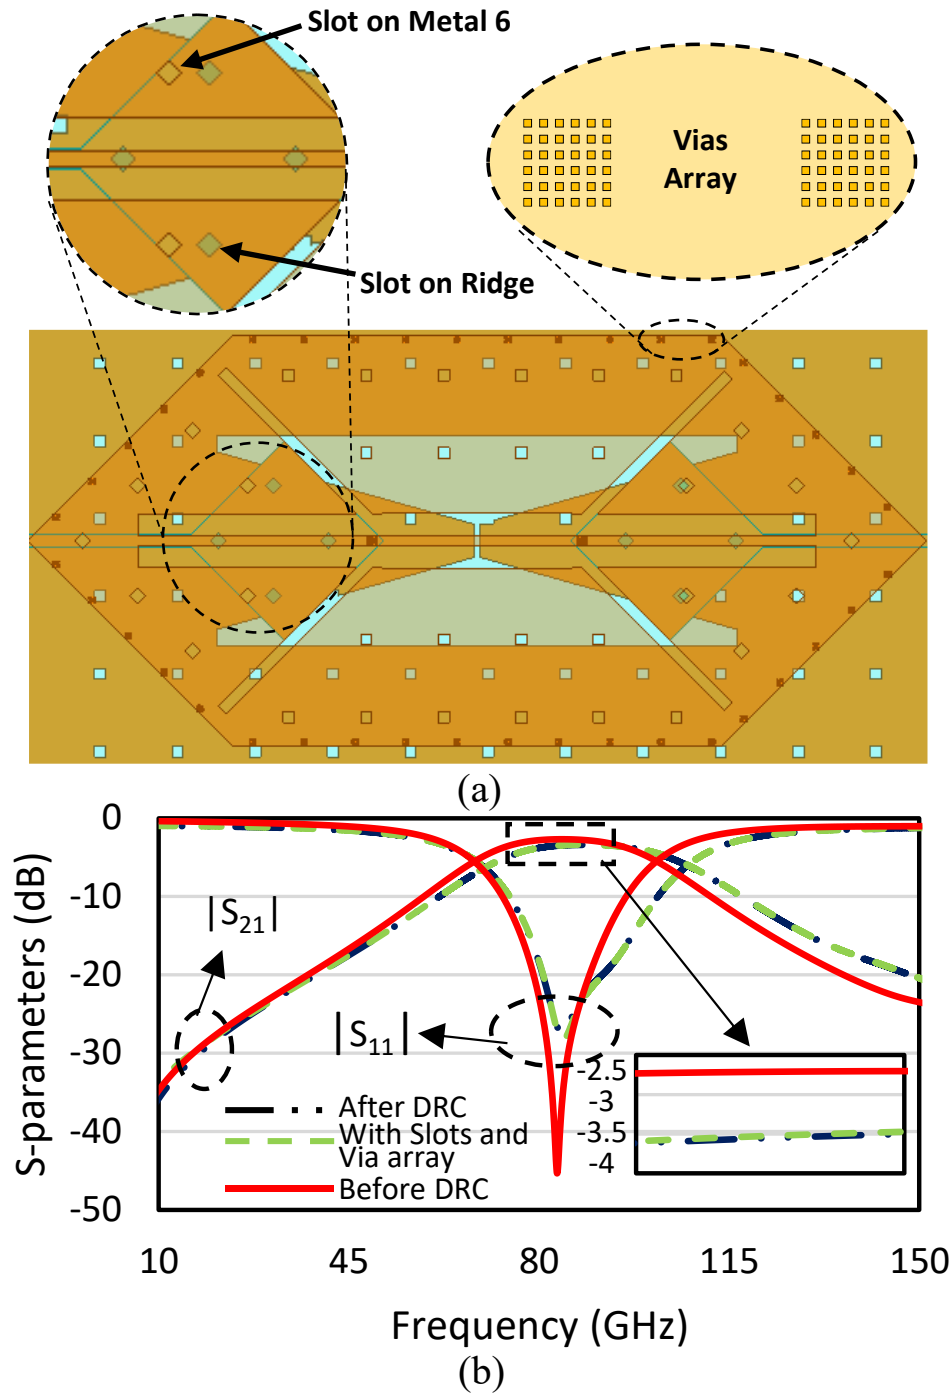 Slot on Metal 6
Vias
Array
Slot on Ridge
(a)
0
-10
-20
-30
-40
-50
S-parameters (dB)
|S21|
|S11|
After DRC
With Slots and
Via array
Before DRC
-2.5
-3
-3.5
-4
10
45
80
115
150
Frequency (GHz)
(b)